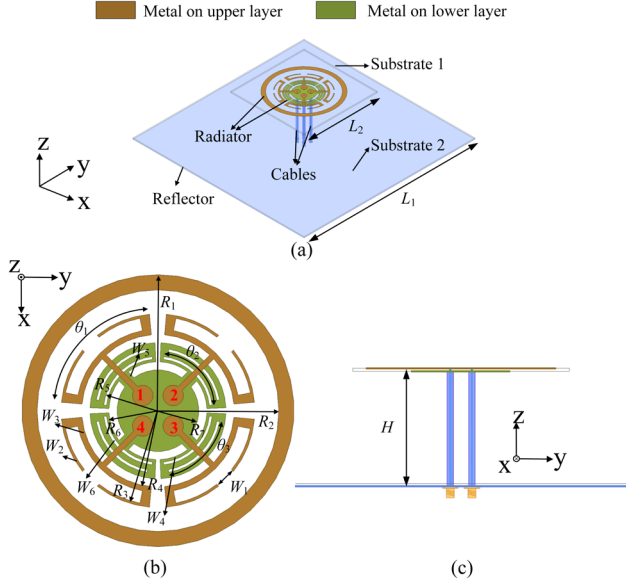 Metal on upper layer Metal on lower layer
Substrate 1
Radiator
L2
Substrate 2
Cables
Reflector
L1
z
y
x
(a)
z
y
x
R1
θ1
W5
θ2
R5
1 2
W3
R6
4 3
R7
R2
W2
θ3
W6
R3
R4
W1
W4
(b)
H
z
x
y
(c)